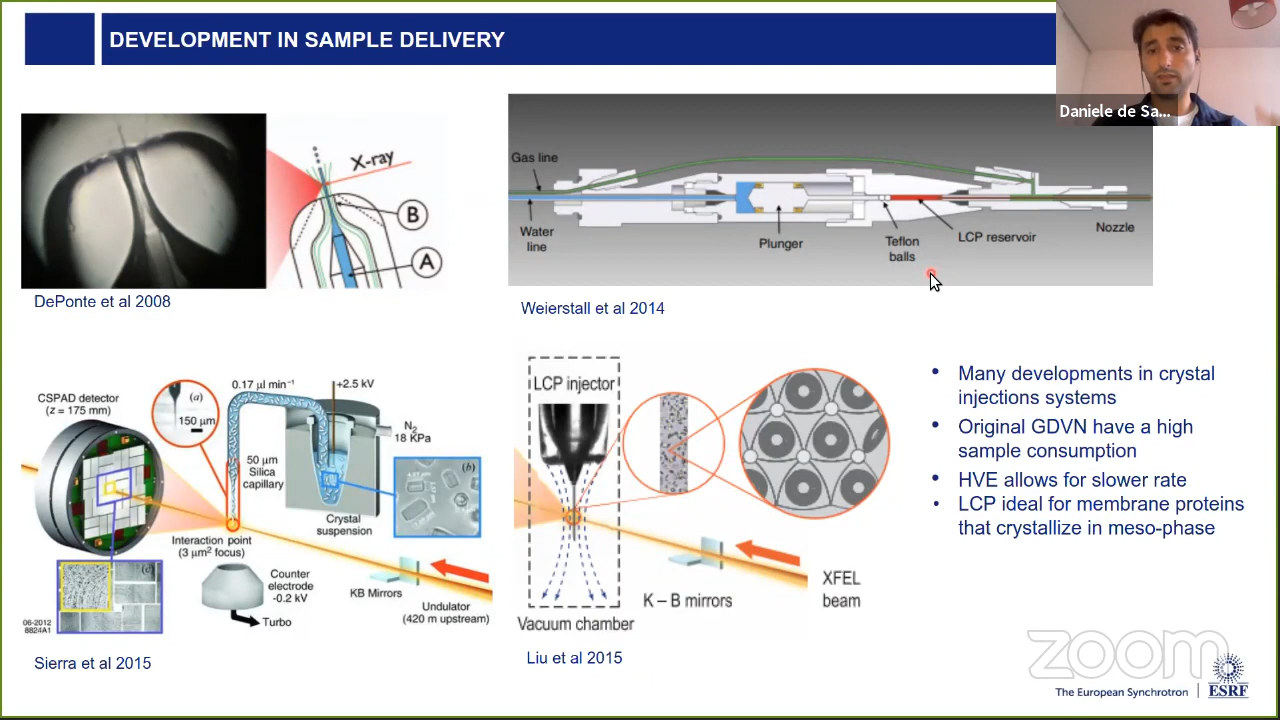 DEVELOPMENT IN SAMPLE DELIVERY
Daniele de Sa...
X-ray
B
A
DePonte et al 2008
Gas line
Water
line
Plunger
Teflon
balls
LCP reservoir
Nozzle
Weierstall et al 2014
CSPAD detector
(z = 175 mm)
(a)
150 µm
0.17 µl min⁻¹
+2.5 kV
N₂
18 KPa
50 µm
Silica
capillary
(b)
Crystal
suspension
Interaction point
(3 µm² focus)
(c)
Counter
electrode
-0.2 kV
KB Mirrors
Undulator
(420 m upstream)
Turbo
06-2012
8824A1
Sierra et al 2015
LCP injector
K – B mirrors
XFEL
beam
Vacuum chamber
Liu et al 2015
• Many developments in crystal
injections systems
• Original GDVN have a high
sample consumption
• HVE allows for slower rate
• LCP ideal for membrane proteins
that crystallize in meso-phase
zoom
The European Synchrotron | ESRF